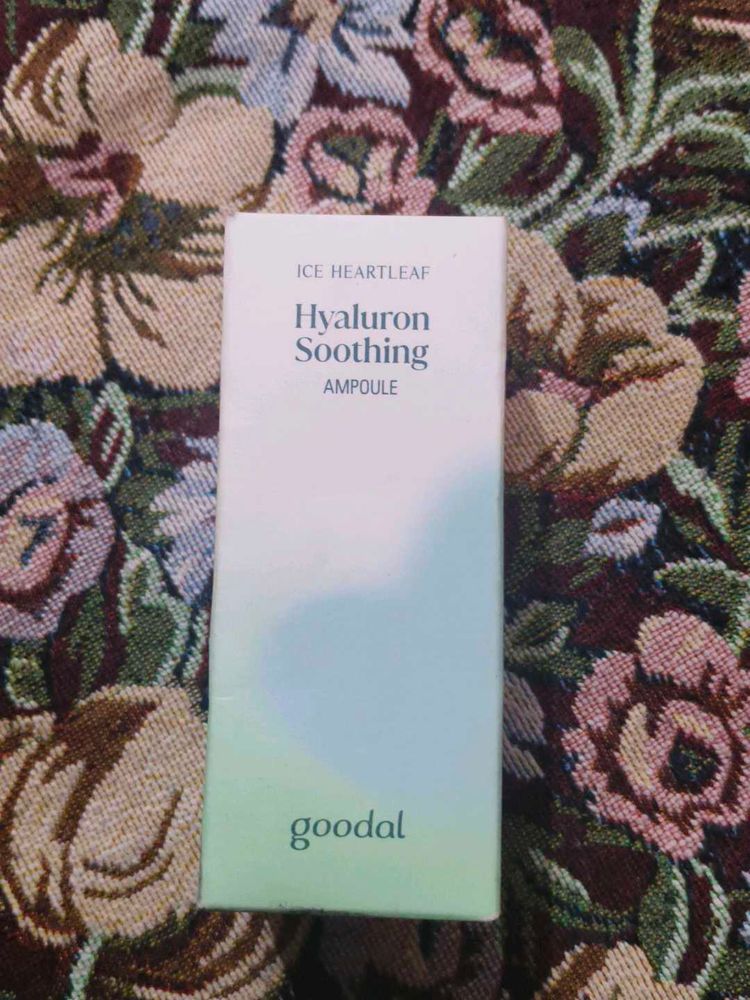 ICE HEARTLEAF
Hyaluron
Soothing
AMPOULE
goodal